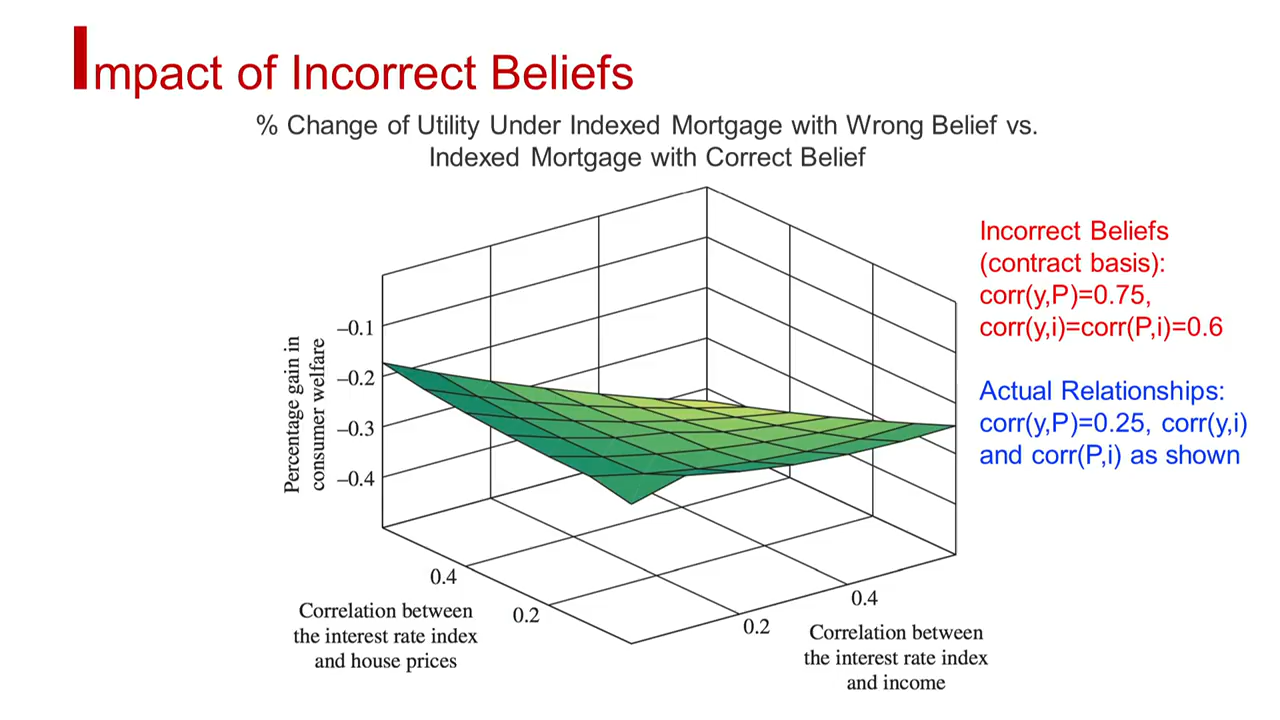 Impact of Incorrect Beliefs
% Change of Utility Under Indexed Mortgage with Wrong Belief vs.
Indexed Mortgage with Correct Belief
Incorrect Beliefs
(contract basis):
corr(y,P)=0.75,
corr(y,i)=corr(P,i)=0.6
Actual Relationships:
corr(y,P)=0.25, corr(y,i)
and corr(P,i) as shown
Percentage gain in
consumer welfare
–0.1
–0.2
–0.3
–0.4
0.4
0.2
Correlation between
the interest rate index
and house prices
0.2
0.4
Correlation between
the interest rate index
and income